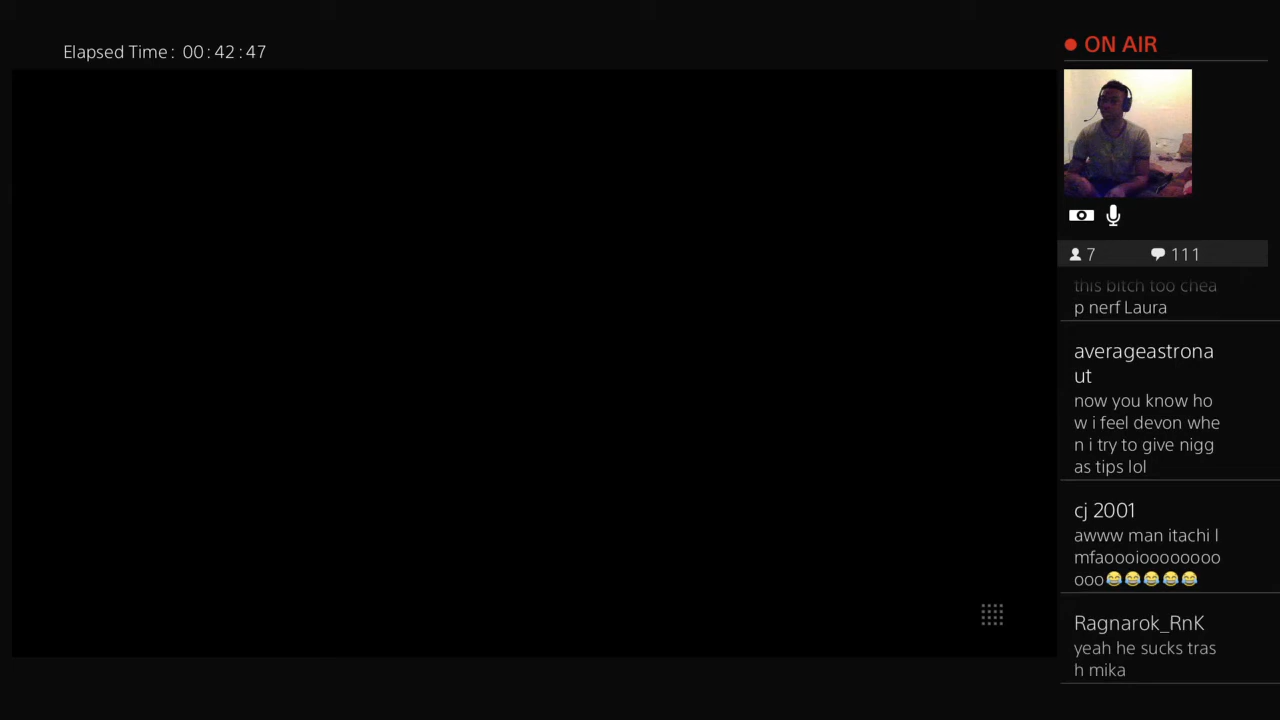 Elapsed Time: 00:42:47
ON AIR
7 111
this bitch too chea
p nerf Laura
averageastrona
ut
now you know ho
w i feel devon whe
n i try to give nigg
as tips lol
cj 2001
awww man itachi l
mfaoooioooooooo
ooo😂😂😂😂😂
Ragnarok_RnK
yeah he sucks tras
h mika